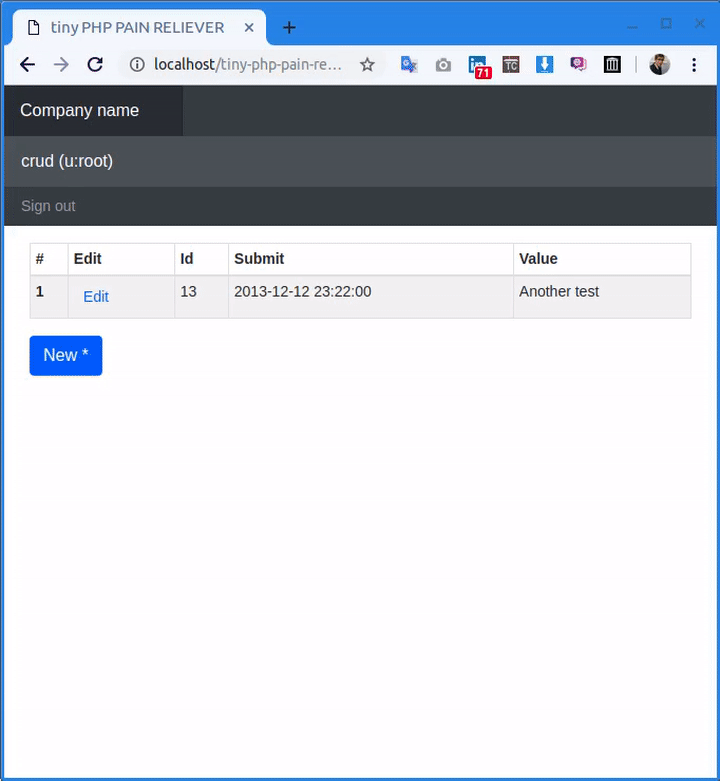 tiny PHP PAIN RELIEVER
localhost/tiny-php-pain-re...
71
TC
Company name
crud (u:root)
Sign out
# Edit Id Submit Value
1 Edit 13 2013-12-12 23:22:00 Another test
New *